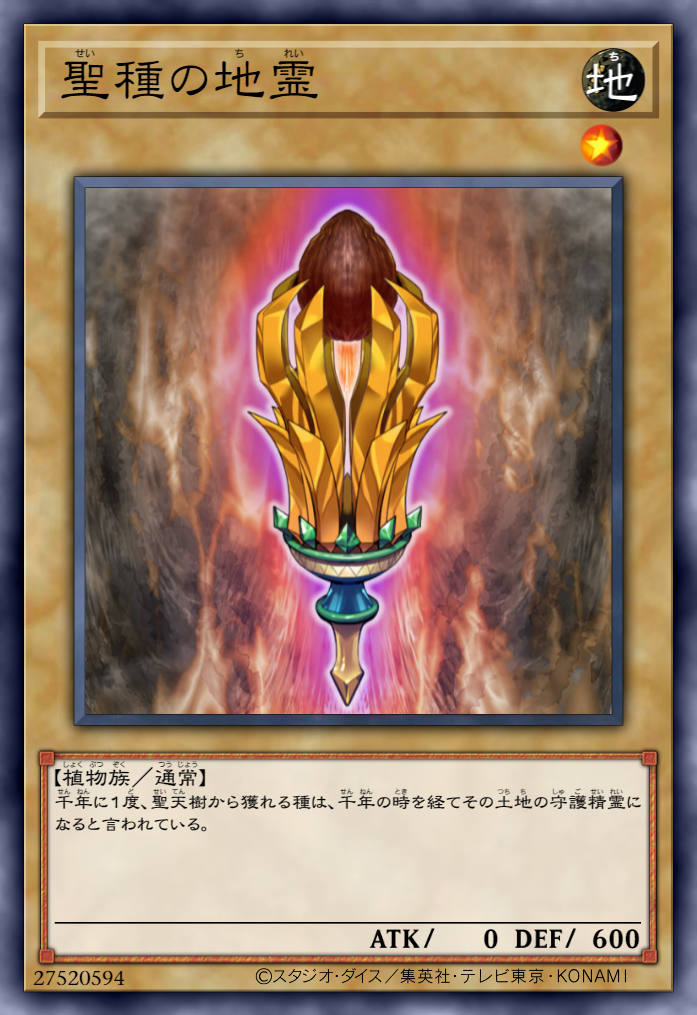 聖種の地霊
地
【植物族／通常】
千年に1度、聖天樹から獲れる種は、千年の時を経てその土地の守護精霊に
なると言われている。
ATK/ 0 DEF/ 600
27520594 ©スタジオ・ダイス／集英社・テレビ東京・KONAMI